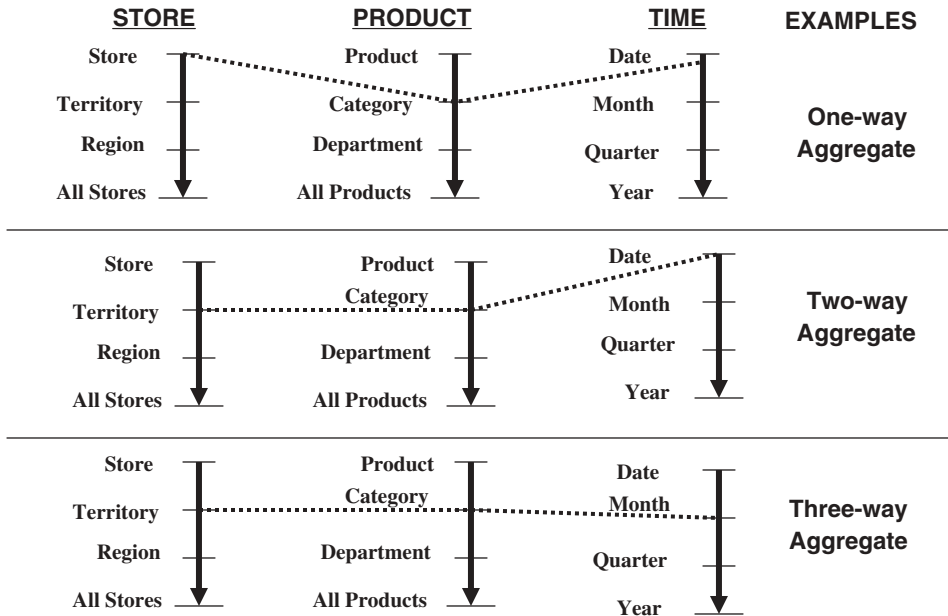 STORE PRODUCT TIME EXAMPLES
Store Product Date
Territory Category Month
One-way
Aggregate
Region Department Quarter
All Stores All Products Year
Store Product Date
Territory Category Month
Two-way
Aggregate
Region Department Quarter
All Stores All Products Year
Store Product Date
Territory Category Month
Three-way
Aggregate
Region Department Quarter
All Stores All Products Year